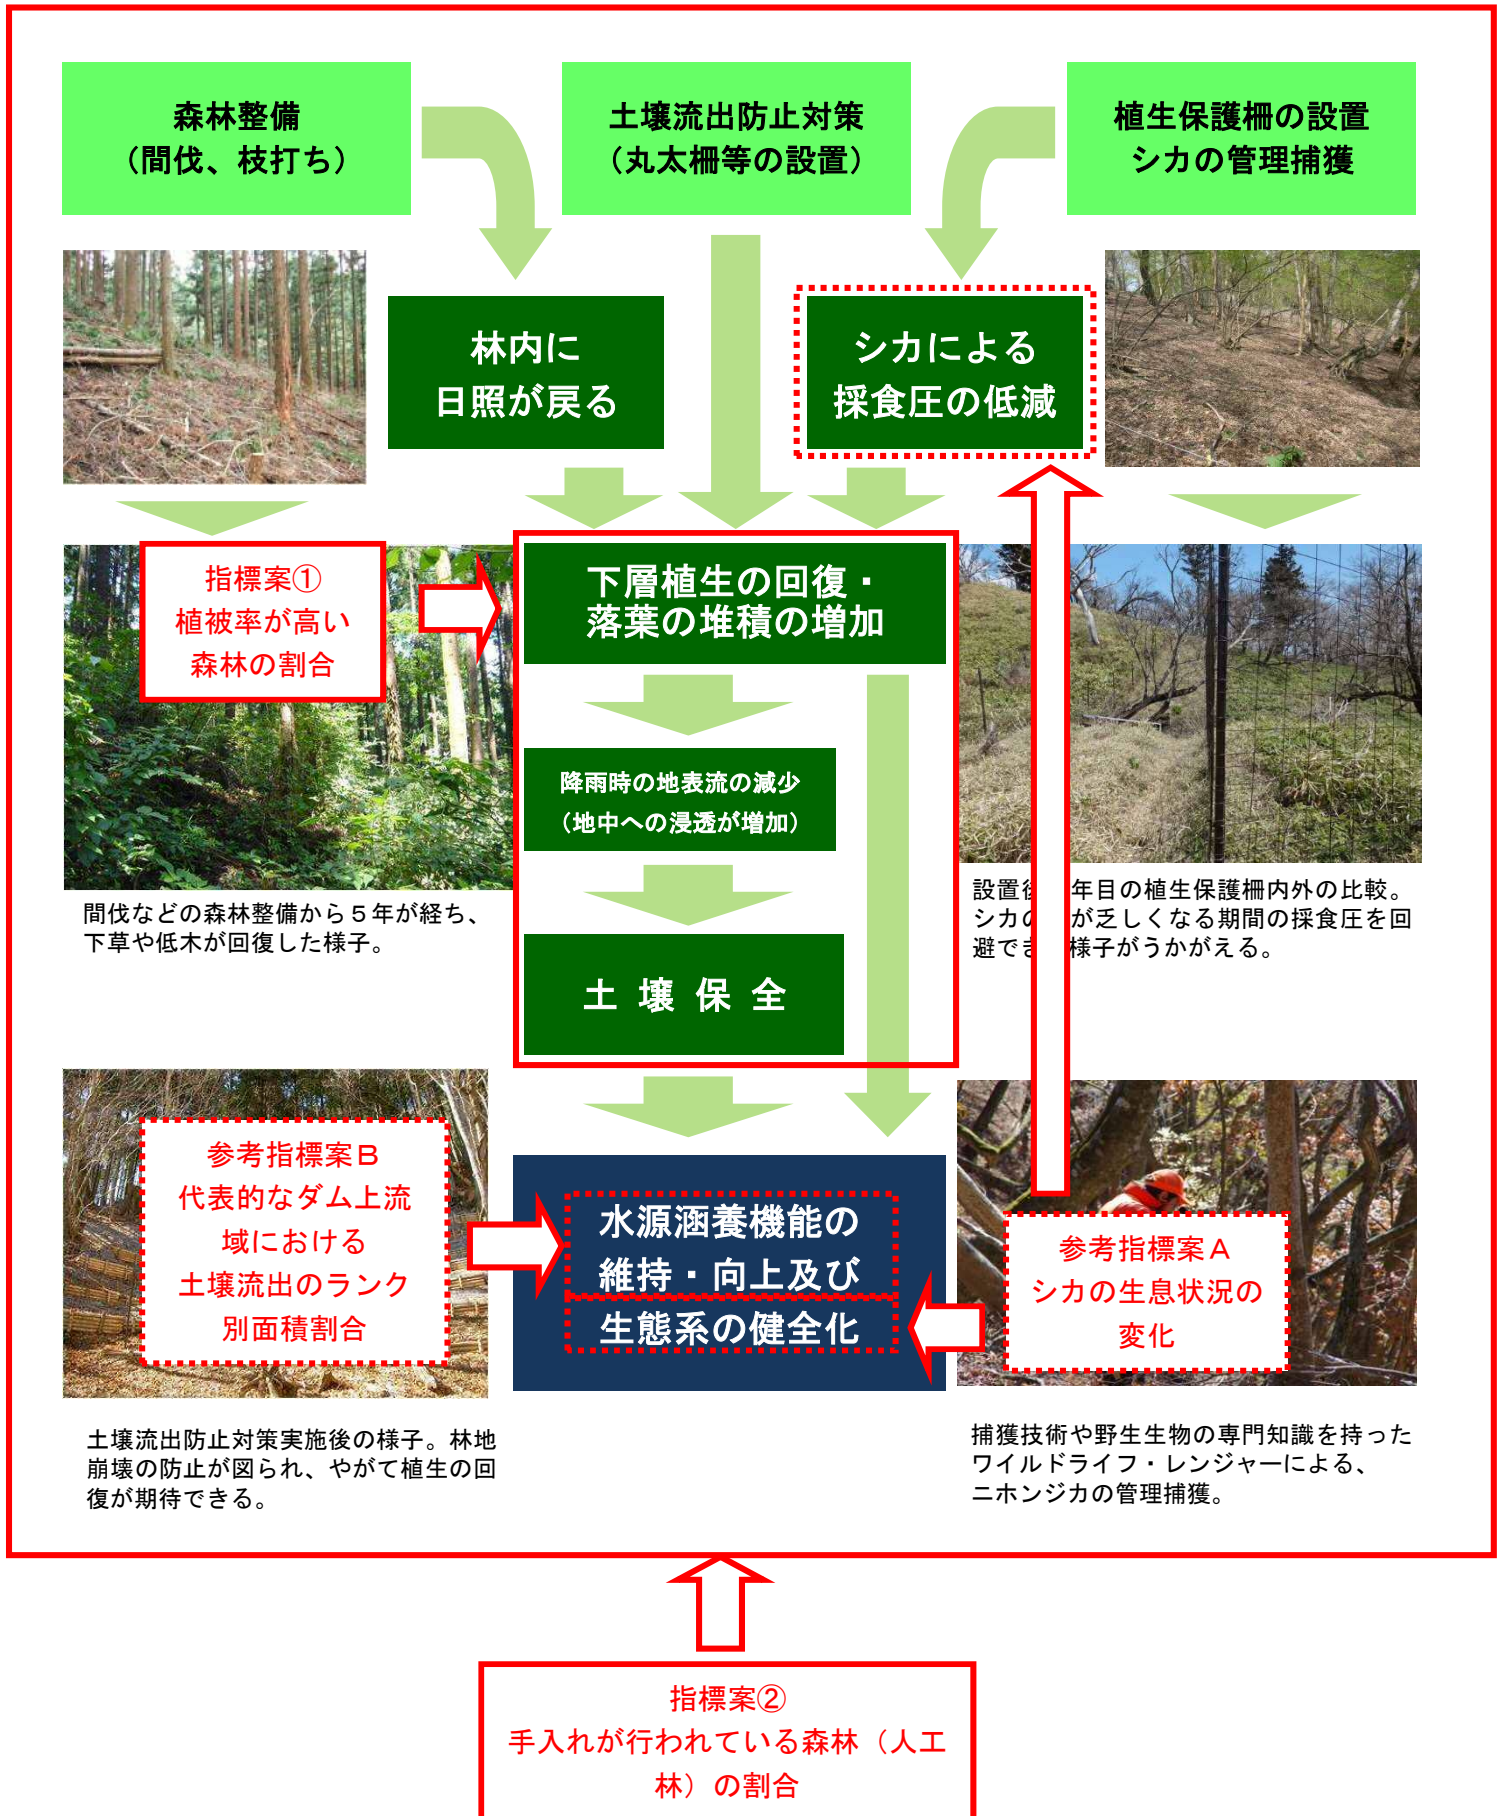 森林整備
（間伐、枝打ち）
土壌流出防止対策
（丸太柵等の設置）
植生保護柵の設置
シカの管理捕獲
林内に
日照が戻る
シカによる
採食圧の低減
指標案①
植被率が高い
森林の割合
下層植生の回復・
落葉の堆積の増加
降雨時の地表流の減少
（地中への浸透が増加）
土壌保全
間伐などの森林整備から５年が経ち、
下草や低木が回復した様子。
設置後 年目の植生保護柵内外の比較。
シカの が乏しくなる期間の採食圧を回
避でき 様子がうかがえる。
参考指標案Ｂ
代表的なダム上流
域における
土壌流出のランク
別面積割合
水源涵養機能の
維持・向上及び
生態系の健全化
参考指標案Ａ
シカの生息状況の
変化
土壌流出防止対策実施後の様子。林地
崩壊の防止が図られ、やがて植生の回
復が期待できる。
捕獲技術や野生生物の専門知識を持った
ワイルドライフ・レンジャーによる、
ニホンジカの管理捕獲。
指標案②
手入れが行われている森林（人工
林）の割合